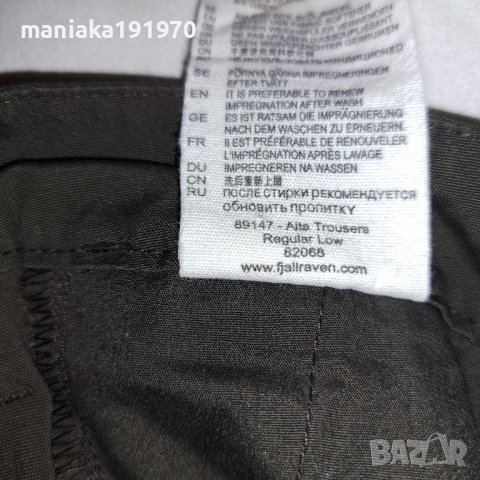 maniaka191970
SE FÖRNYA GÄRNA IMPREGNERINGEN
EFTER TVÄTT
EN IT IS PREFERABLE TO RENEW
IMPREGNATION AFTER WASH
GE ES IST RATSAM DIE IMPRÄGNIERUNG
NACH DEM WASCHEN ZU ERNEUERN.
FR IL EST PRÉFÉRABLE DE RENOUVELER
L'IMPRÉGNATION APRÈS LAVAGE
DU IMPREGNEREN NA WASSEN
CN 洗后重新上蜡
RU ПОСЛЕ СТИРКИ РЕКОМЕНДУЕТСЯ
ОБНОВИТЬ ПРОПИТКУ
89147 - Alta Trousers
Regular Low
82068
www.fjallraven.com
BAZAR